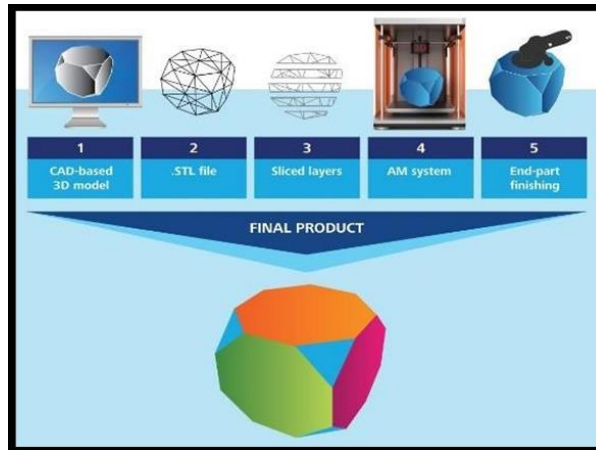 1
CAD-based
3D model
2
.STL file
3
Sliced layers
4
AM system
5
End-part
finishing
FINAL PRODUCT